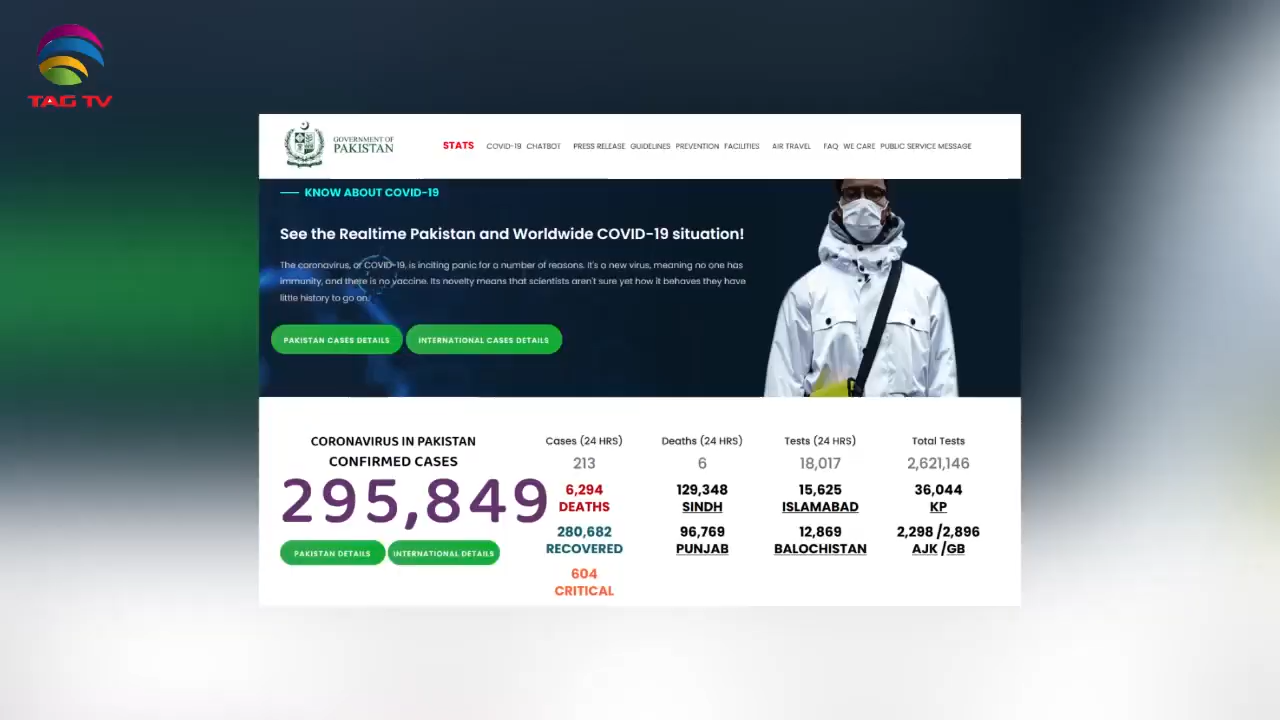 TAG TV
GOVERNMENT OF
PAKISTAN
STATS COVID-19 CHATBOT PRESS RELEASE GUIDELINES PREVENTION FACILITIES AIR TRAVEL FAQ WE CARE PUBLIC SERVICE MESSAGE
KNOW ABOUT COVID-19
See the Realtime Pakistan and Worldwide COVID-19 situation!
The coronavirus, or COVID-19, is inciting panic for a number of reasons. It's a new virus, meaning no one has
immunity, and there is no vaccine. Its novelty means that scientists aren't sure yet how it behaves they have
little history to go on.
PAKISTAN CASES DETAILS INTERNATIONAL CASES DETAILS
CORONAVIRUS IN PAKISTAN
CONFIRMED CASES
295,849
PAKISTAN DETAILS INTERNATIONAL DETAILS
Cases (24 HRS) Deaths (24 HRS) Tests (24 HRS) Total Tests
213 6 18,017 2,621,146
6,294 129,348 15,625 36,044
DEATHS SINDH ISLAMABAD KP
280,682 96,769 12,869 2,298 /2,896
RECOVERED PUNJAB BALOCHISTAN AJK /GB
604
CRITICAL